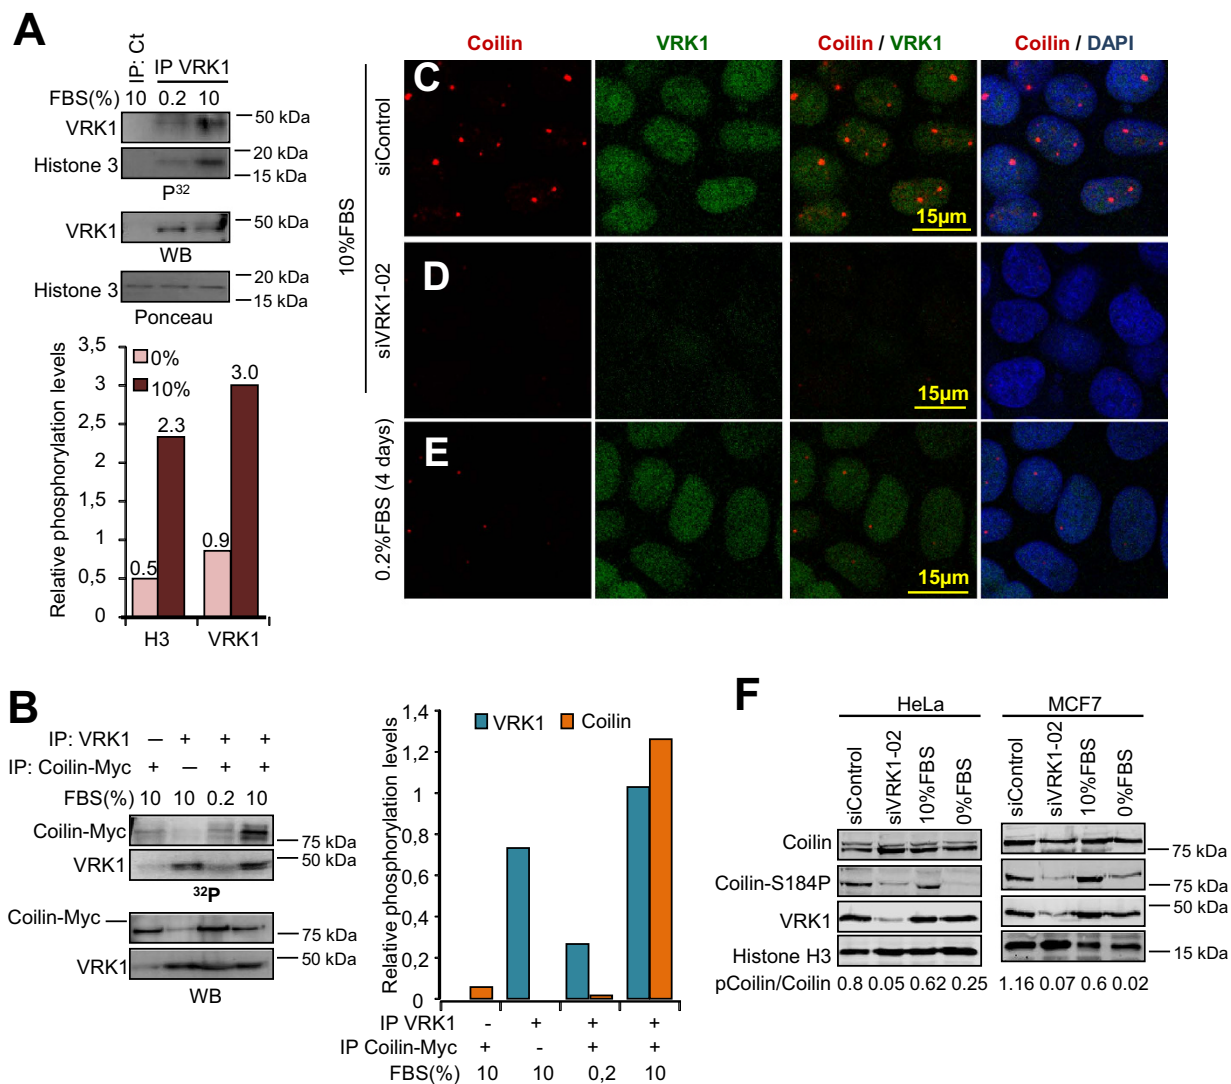 A
IP: Ct
IP VRK1
FBS(%) 10 0.2 10
VRK1
50 kDa
Histone 3
20 kDa
15 kDa
P32
VRK1
50 kDa
WB
Histone 3
20 kDa
15 kDa
Ponceau
Relative phosphorylation levels
3,5
3
2,5
2
1,5
1
0,5
0
0%
10%
0.5
2.3
0.9
3.0
H3 VRK1
Coilin VRK1 Coilin / VRK1 Coilin / DAPI
10%FBS
siControl
C
15µm
siVRK1-02
D
15µm
0.2%FBS (4 days)
E
15µm
B
IP: VRK1 — + + +
IP: Coilin-Myc + — + +
FBS(%) 10 10 0.2 10
Coilin-Myc
75 kDa
VRK1
50 kDa
32P
Coilin-Myc
75 kDa
VRK1
50 kDa
WB
Relative phosphorylation levels
1,4
1,2
1
0,8
0,6
0,4
0,2
0
VRK1 Coilin
IP VRK1 - + + +
IP Coilin-Myc + - + +
FBS(%) 10 10 0,2 10
F
HeLa MCF7
siControl siVRK1-02 10%FBS 0%FBS siControl siVRK1-02 10%FBS 0%FBS
Coilin
75 kDa
Coilin-S184P
75 kDa
VRK1
50 kDa
Histone H3
15 kDa
pCoilin/Coilin 0.8 0.05 0.62 0.25 1.16 0.07 0.6 0.02